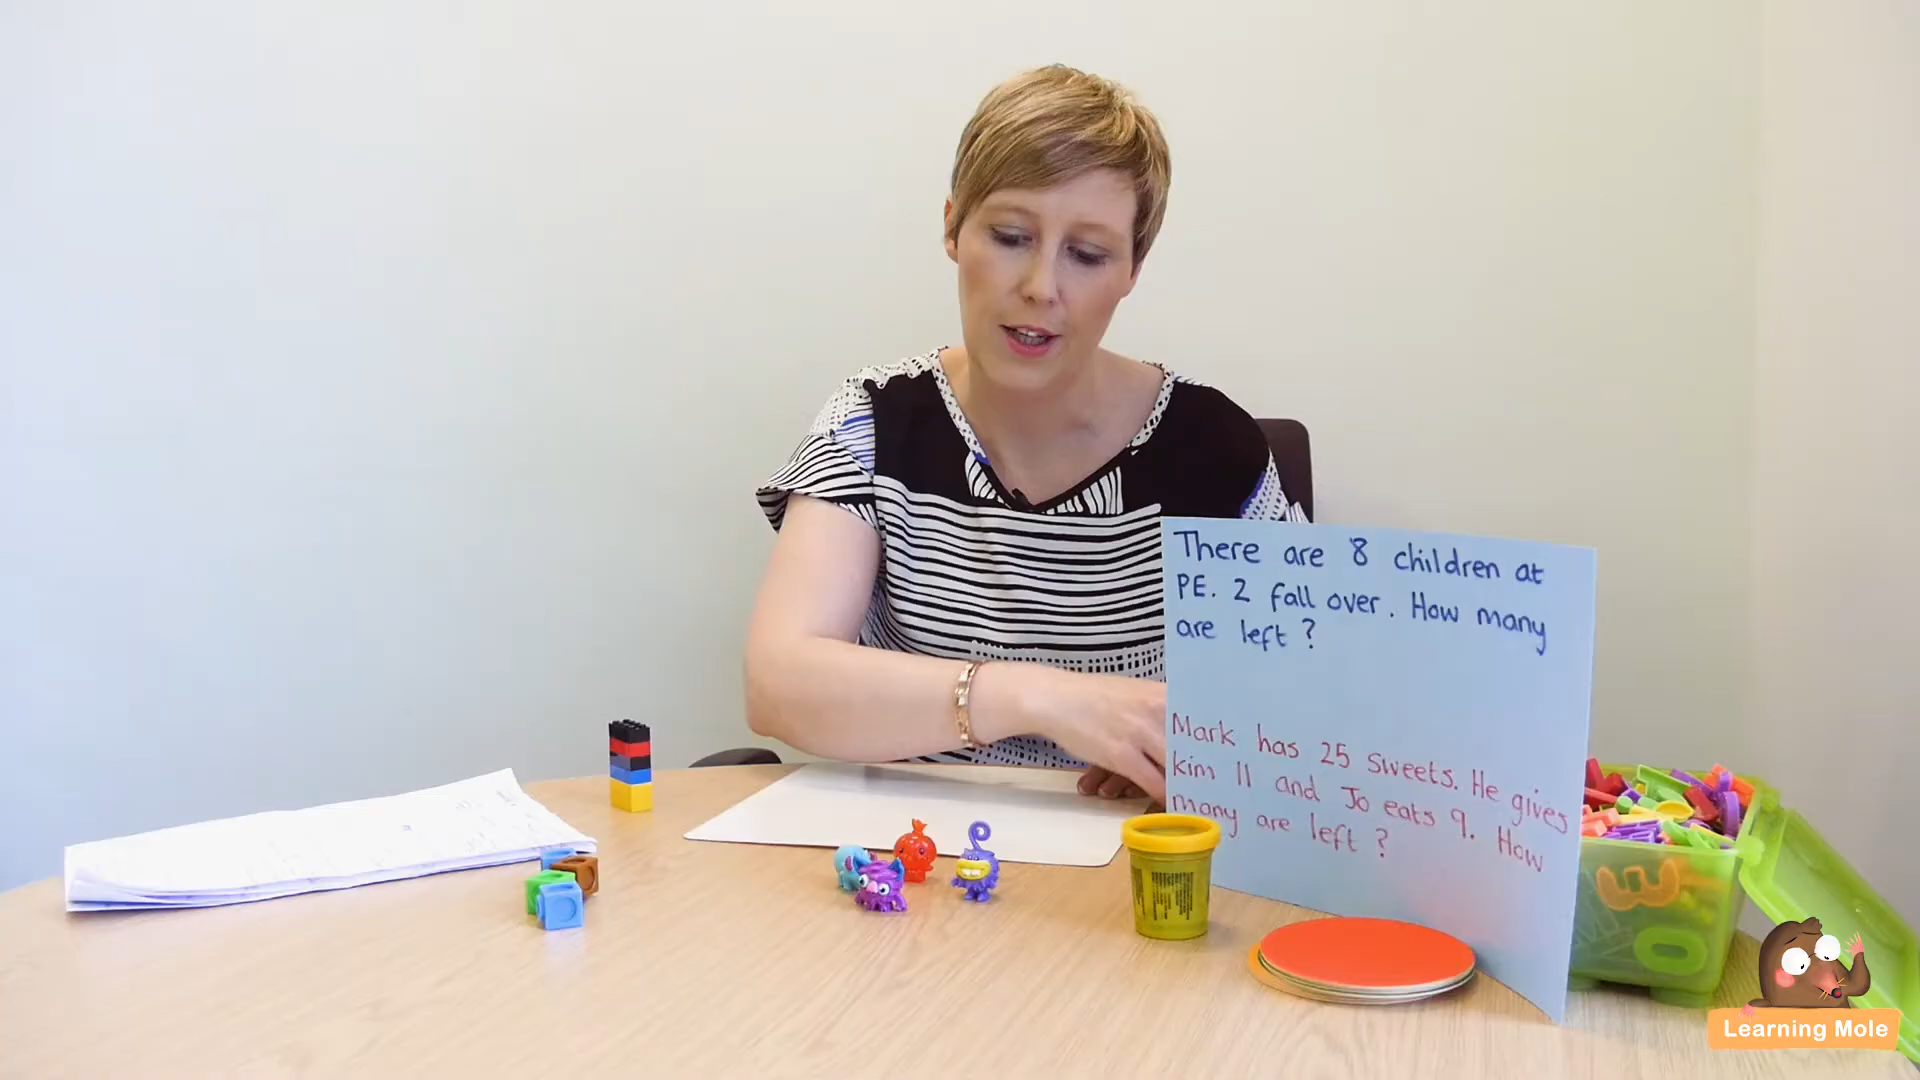 There are 8 children at
PE. 2 fall over. How many
are left?
Mark has 25 sweets. He gives
kim 11 and Jo eats 9. How
many are left?
Learning Mole